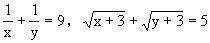 1/x + 1/y = 9, √(x + 3) + √(y + 3) = 5